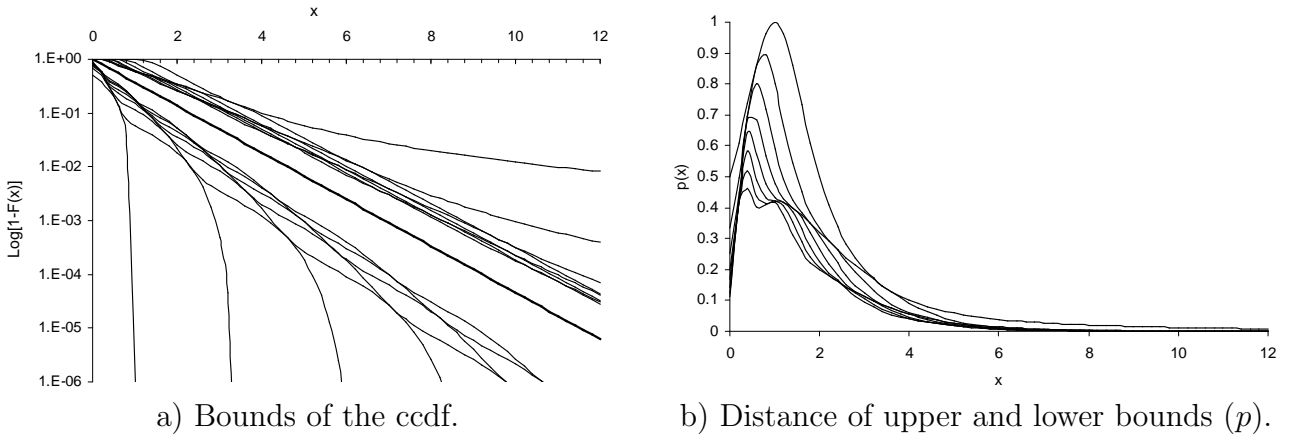 x
0 2 4 6 8 10 12
1.E+00
1.E-01
1.E-02
1.E-03
1.E-04
1.E-05
1.E-06
Log[1-F(x)]
a) Bounds of the ccdf.
1
0.9
0.8
0.7
0.6
0.5
0.4
0.3
0.2
0.1
0
p(x)
0 2 4 6 8 10 12
x
b) Distance of upper and lower bounds (p).